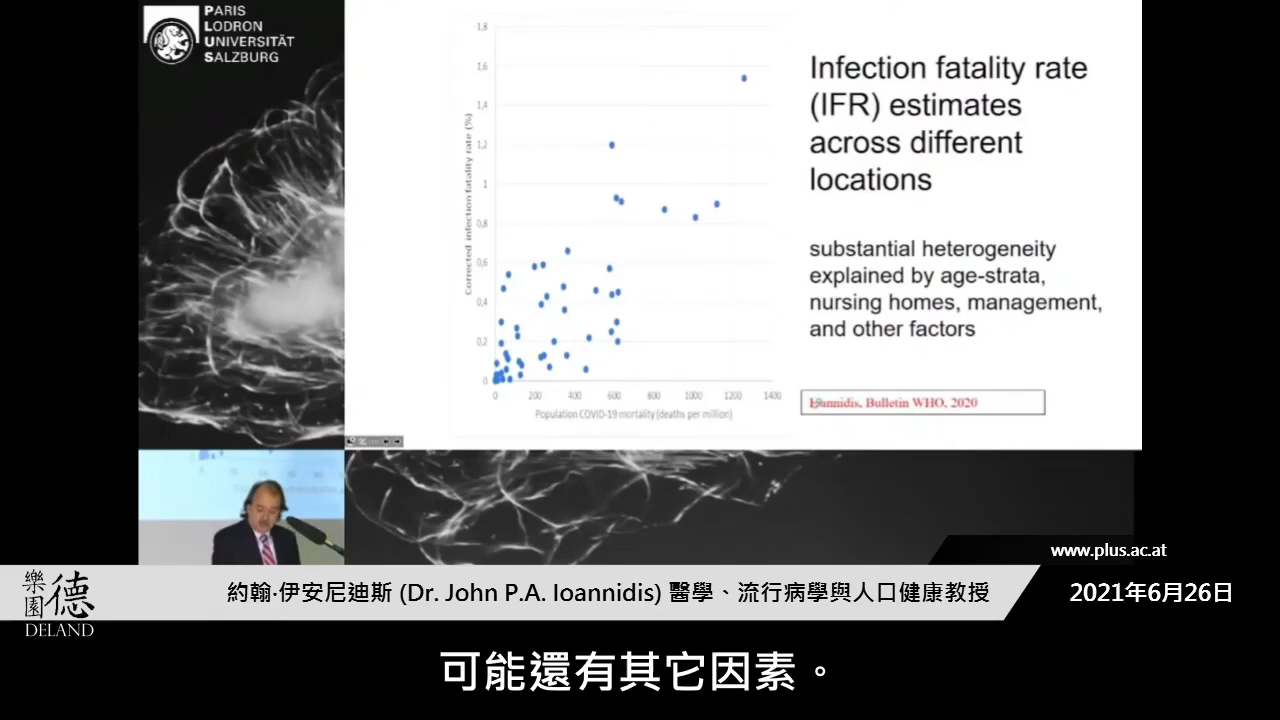 PARIS
LODRON
UNIVERSITÄT
SALZBURG
1,8
1,6
1,4
1,2
1
0,8
0,6
0,4
0,2
0
Corrected infection fatality rate (%)
0 200 400 600 800 1000 1200 1400
Population COVID-19 mortality (deaths per million)
Infection fatality rate
(IFR) estimates
across different
locations
substantial heterogeneity
explained by age-strata,
nursing homes, management,
and other factors
Ioannidis, Bulletin WHO, 2020
www.plus.ac.at
樂園德
DELAND
約翰·伊安尼迪斯 (Dr. John P.A. Ioannidis) 醫學、流行病學與人口健康教授
2021年6月26日
可能還有其它因素。